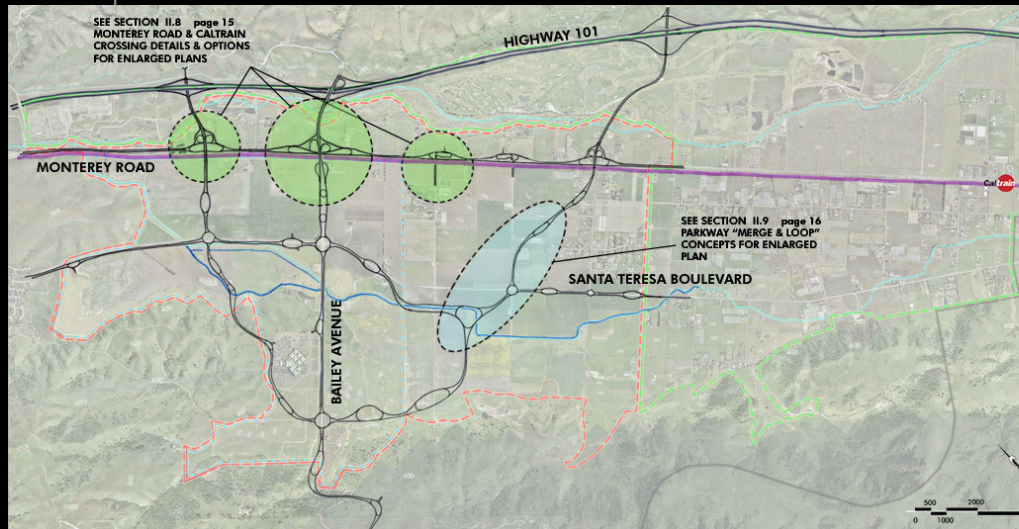 SEE SECTION II.8 page 15
MONTEREY ROAD & CALTRAIN
CROSSING DETAILS & OPTIONS
FOR ENLARGED PLANS
HIGHWAY 101
MONTEREY ROAD
Caltrain
SEE SECTION II.9 page 16
PARKWAY "MERGE & LOOP"
CONCEPTS FOR ENLARGED
PLAN
SANTA TERESA BOULEVARD
BAILEY AVENUE
500 2000
0 1000